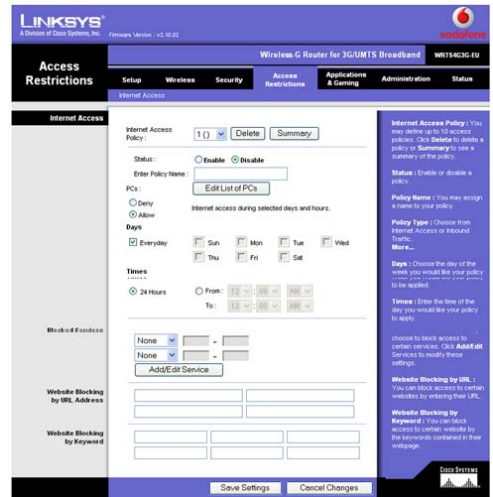 LINKSYS®
A Division of Cisco Systems, Inc.
Firmware Version : v2.10.02
vodafone
Wireless-G Router for 3G/UMTS Broadband
WRT54G3G-EU
Access Restrictions
Setup
Wireless
Security
Access Restrictions
Applications & Gaming
Administration
Status
Internet Access
Internet Access
Internet Access Policy :
1 ()
Delete
Summary
Status :
Enable
Disable
Enter Policy Name :
PCs :
Edit List of PCs
Deny
Allow
Internet access during selected days and hours.
Days
Everyday
Sun
Mon
Tue
Wed
Thu
Fri
Sat
Times
24 Hours
From :
12 : 00 AM
To :
12 : 00 AM
None
-
None
-
Add/Edit Service
Website Blocking by URL Address
Website Blocking by Keyword
Save Settings
Cancel Changes
Internet Access Policy : You
may define up to 10 access
policies. Click Delete to delete a
policy or Summary to see a
summary of the policy.
Status : Enable or disable a
policy.
Policy Name : You may assign
a name to your policy.
Policy Type : Choose from
Internet Access or Inbound
Traffic.
More...
Days : Choose the day of the
week you would like your policy
to be applied.
Times : Enter the time of the
day you would like your policy
to apply.
choose to block access to
certain services. Click Add/Edit
Services to modify these
settings.
Website Blocking by URL :
You can block access to certain
websites by entering their URL.
Website Blocking by
Keyword : You can block
access to certain website by
the keywords contained in their
webpage.
CISCO SYSTEMS